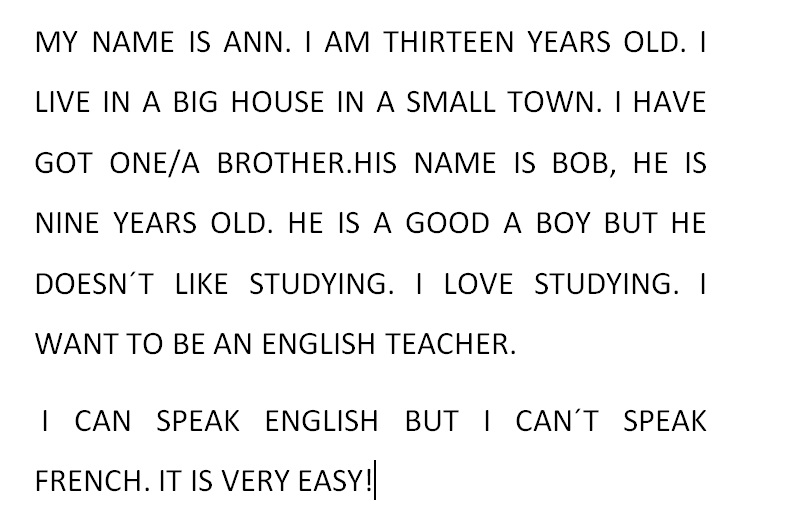 MY NAME IS ANN. I AM THIRTEEN YEARS OLD. I
LIVE IN A BIG HOUSE IN A SMALL TOWN. I HAVE
GOT ONE/A BROTHER.HIS NAME IS BOB, HE IS
NINE YEARS OLD. HE IS A GOOD A BOY BUT HE
DOESN´T LIKE STUDYING. I LOVE STUDYING. I
WANT TO BE AN ENGLISH TEACHER.
I CAN SPEAK ENGLISH BUT I CAN´T SPEAK
FRENCH. IT IS VERY EASY!